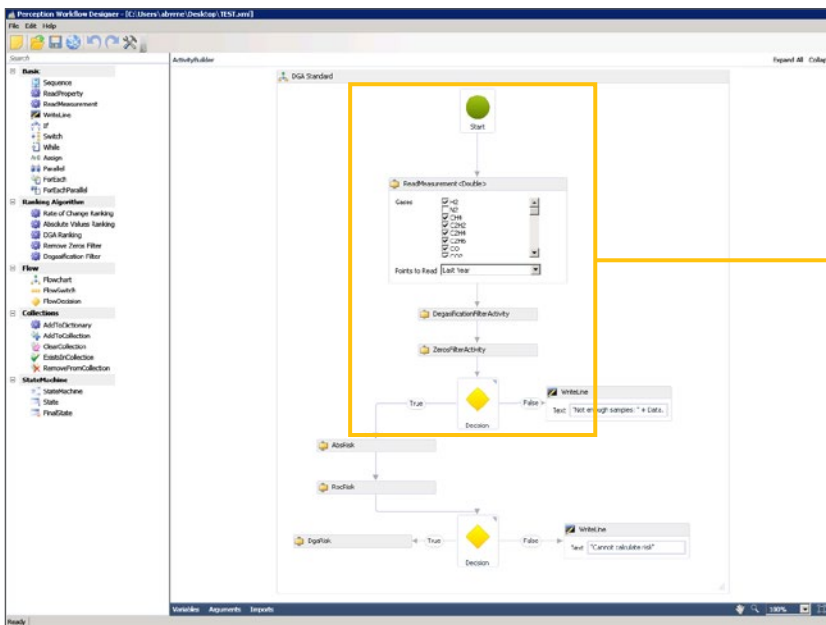 Perception Workflow Designer - [C:\Users\abvrene\Desktop\TEST.xml]
File Edit Help
Search
ActivityBuilder
Expand All
Basic
Sequence
ReadProperty
ReadMeasurement
WriteLine
If
Switch
While
A=B Assign
Parallel
ForEach
ForEachParallel
Ranking Algorithm
Rate of Change Ranking
Absolute Values Ranking
DGA Ranking
Remove Zeros Filter
Degasification Filter
Flow
Flowchart
FlowSwitch
FlowDecision
Collections
AddToDictionary
AddToCollection
ClearCollection
ExistsInCollection
RemoveFromCollection
StateMachine
StateMachine
State
FinalState
DGA Standard
Start
ReadMeasurement<Double>
Gases
H2
N2
CH4
C2H2
C2H4
C2H6
CO
CO2
Points to Read Last Year
DegasificationFilterActivity
ZerosFilterActivity
True
Decision
False
WriteLine
Text "Not enough samples: " + Data.
AbsRisk
RocRisk
DgaRisk
True
Decision
False
WriteLine
Text "Cannot calculate risk"
Variables Arguments Imports
100%
Ready